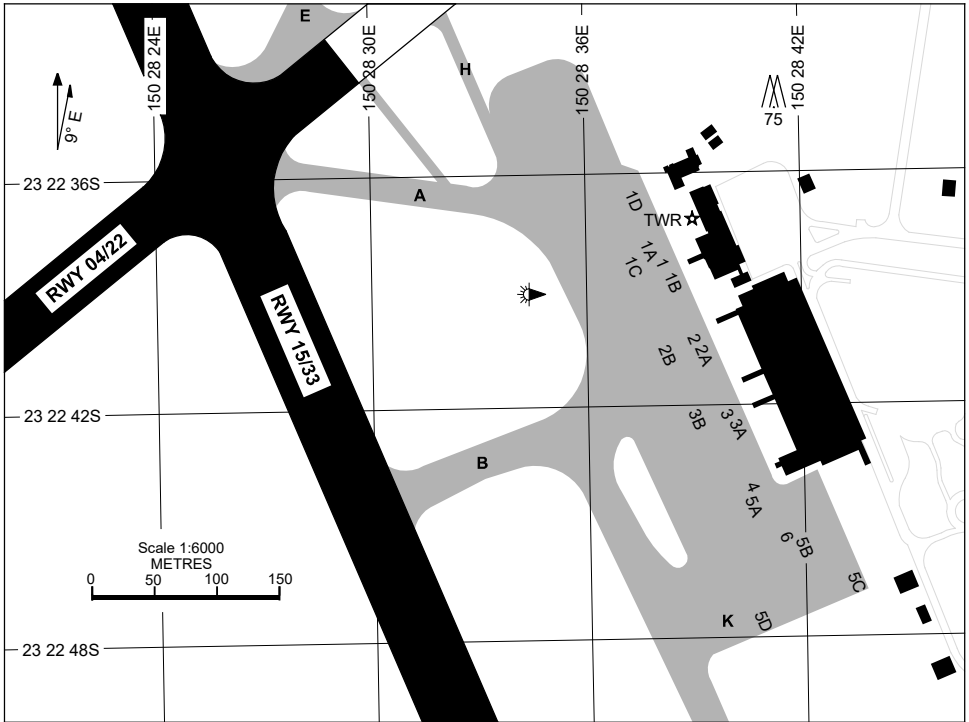 E
150 28 24E
150 28 30E
150 28 36E
150 28 42E
H
75
9° E
23 22 36S
A
1D
TWR
1A
1
1C
1B
RWY 04/22
RWY 15/33
2
2A
2B
23 22 42S
3B
3
3A
B
4
5A
6
5B
Scale 1:6000
METRES
0 50 100 150
5C
K
5D
23 22 48S